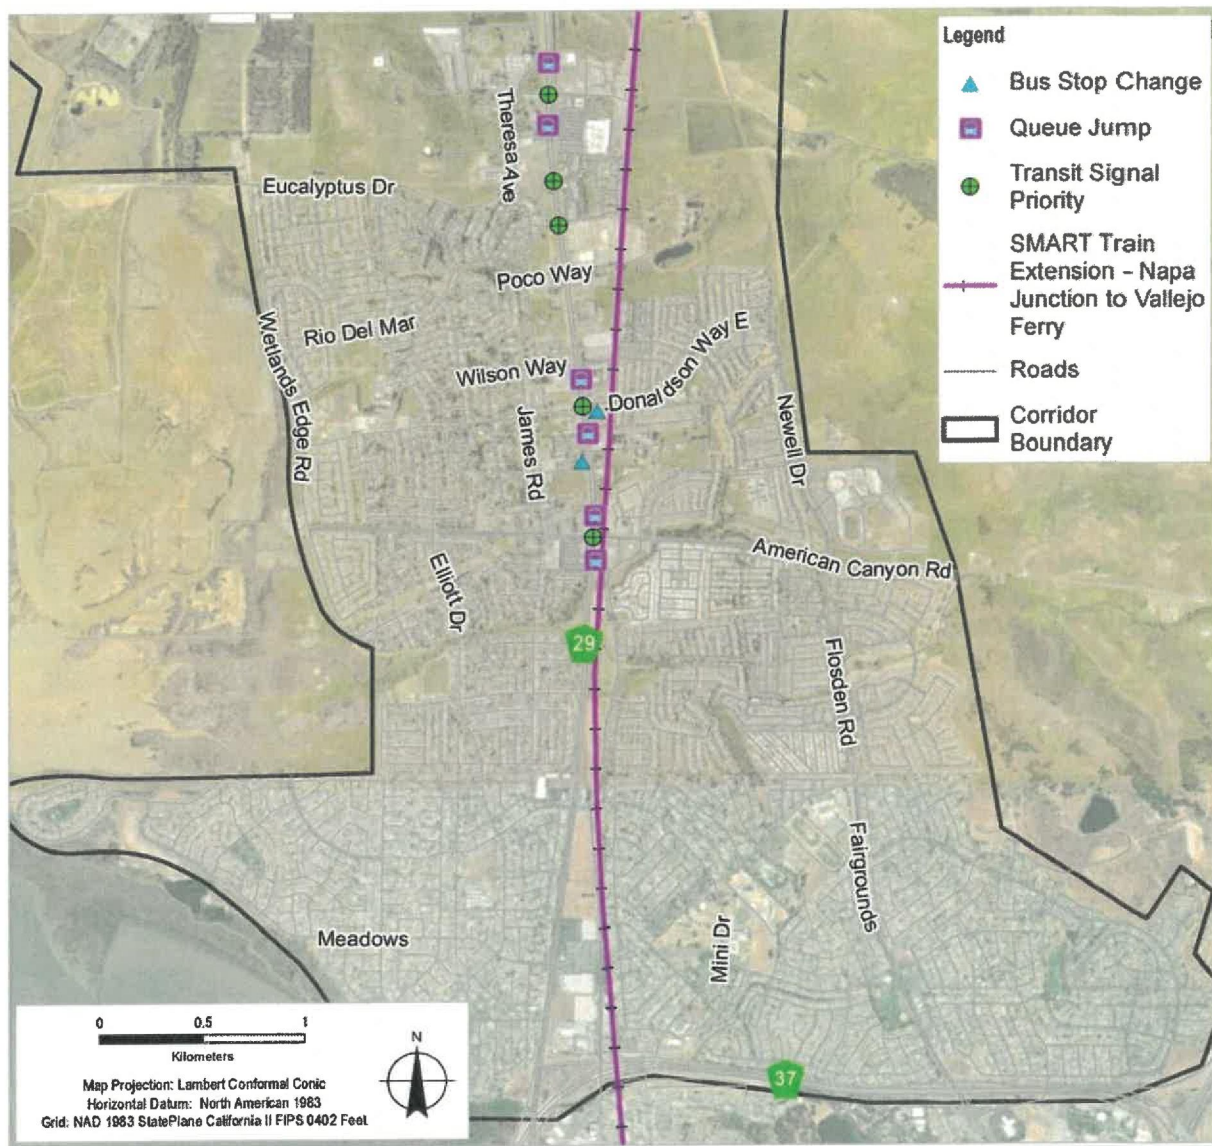 Legend
Bus Stop Change
Queue Jump
Transit Signal
Priority
SMART Train
Extension - Napa
Junction to Vallejo
Ferry
Roads
Corridor
Boundary
Theresa Ave
Eucalyptus Dr
Poco Way
Rio Del Mar
Wetlands Edge Rd
Wilson Way
Donaldson Way E
James Rd
Newell Dr
American Canyon Rd
Elliott Dr
29
Flosden Rd
Fairgrounds
Meadows
Mini Dr
37
0 0.5 1
Kilometers
N
Map Projection: Lambert Conformal Conic
Horizontal Datum: North American 1983
Grid: NAD 1983 StatePlane California II FIPS 0402 Feet